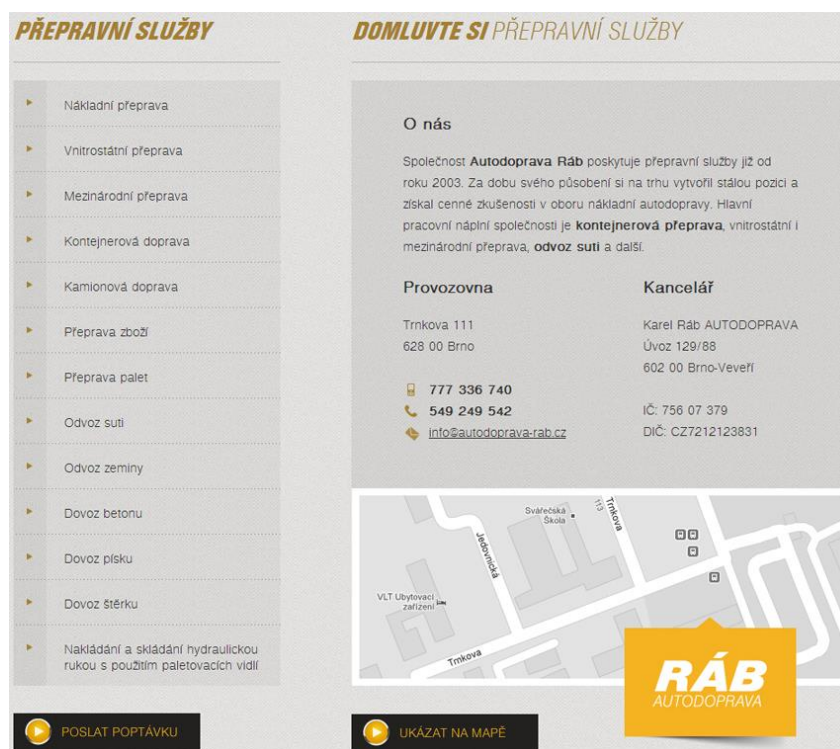 PŘEPRAVNÍ SLUŽBY
Nákladní přeprava
Vnitrostátní přeprava
Mezinárodní přeprava
Kontejnerová doprava
Kamionová doprava
Přeprava zboží
Přeprava palet
Odvoz suti
Odvoz zeminy
Dovoz betonu
Dovoz písku
Dovoz štěrku
Nakládání a skládání hydraulickou
rukou s použitím paletovacích vidlí
POSLAT POPTÁVKU
DOMLUVTE SI PŘEPRAVNÍ SLUŽBY
O nás
Společnost Autodoprava Ráb poskytuje přepravní služby již od
roku 2003. Za dobu svého působení si na trhu vytvořil stálou pozici a
získal cenné zkušenosti v oboru nákladní autodopravy. Hlavní
pracovní náplní společnosti je kontejnerová přeprava, vnitrostátní i
mezinárodní přeprava, odvoz suti a další.
Provozovna
Trnkova 111
628 00 Brno
777 336 740
549 249 542
info@autodoprava-rab.cz
Kancelář
Karel Ráb AUTODOPRAVA
Úvoz 129/88
602 00 Brno-Veveří
IČ: 756 07 379
DIČ: CZ7212123831
Svářečská
Škola
113
Trnkova
Jedovnická
VLT Ubytovací
zařízení
Trnkova
RÁB
AUTODOPRAVA
UKÁZAT NA MAPĚ